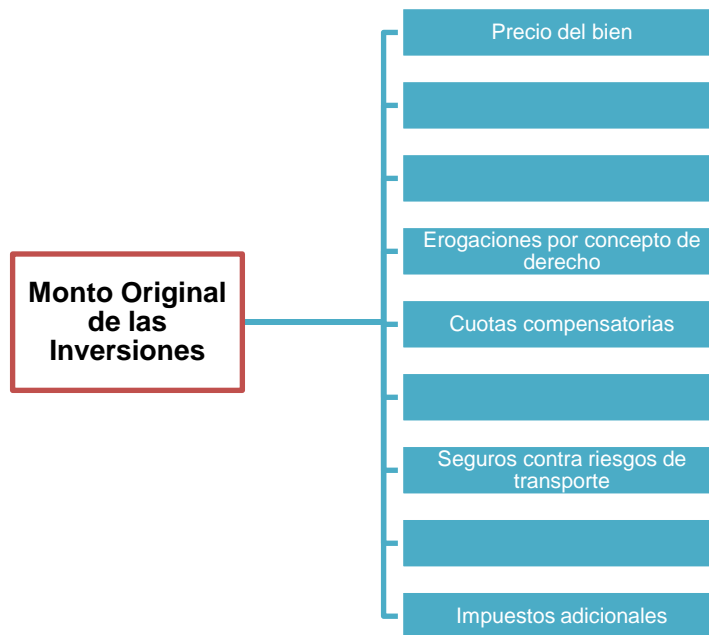 Precio del bien
Erogaciones por concepto de
derecho
Monto Original
de las
Inversiones
Cuotas compensatorias
Seguros contra riesgos de
transporte
Impuestos adicionales